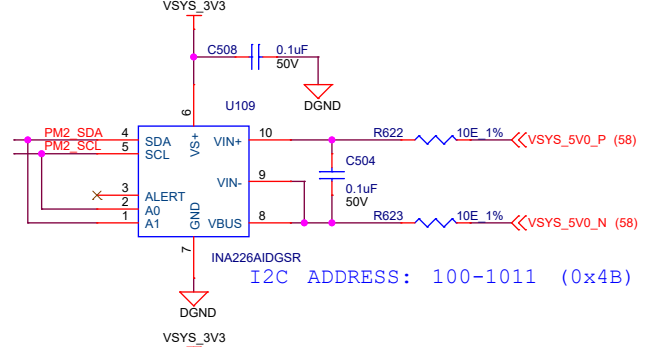 VSYS_3V3
C508 0.1uF
50V
DGND
U109
6
PM2_SDA 4 SDA VS+ VIN+ 10 R622 10E_1% VSYS_5V0_P (58)
PM2_SCL 5 SCL
C504
9 VIN-
0.1uF
50V
3 ALERT
2 A0
1 A1 GND VBUS 8 R623 10E_1% VSYS_5V0_N (58)
7
INA226AIDGSR
I2C ADDRESS: 100-1011 (0x4B)
DGND
VSYS_3V3